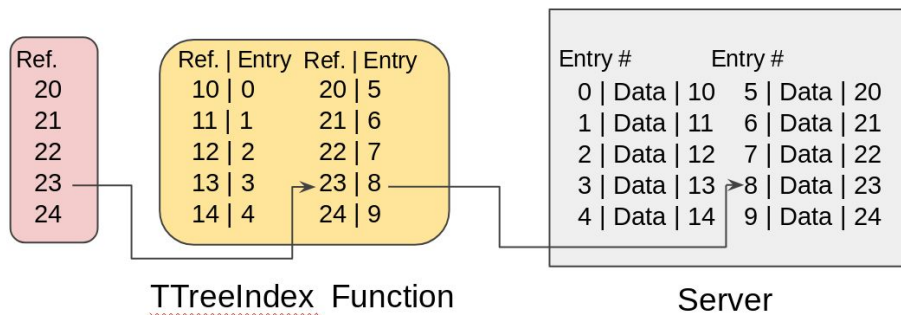 Ref.
20
21
22
23
24
Ref. | Entry Ref. | Entry
10 | 0 20 | 5
11 | 1 21 | 6
12 | 2 22 | 7
13 | 3 23 | 8
14 | 4 24 | 9
TTreeIndex Function
Entry # Entry #
0 | Data | 10 5 | Data | 20
1 | Data | 11 6 | Data | 21
2 | Data | 12 7 | Data | 22
3 | Data | 13 8 | Data | 23
4 | Data | 14 9 | Data | 24
Server